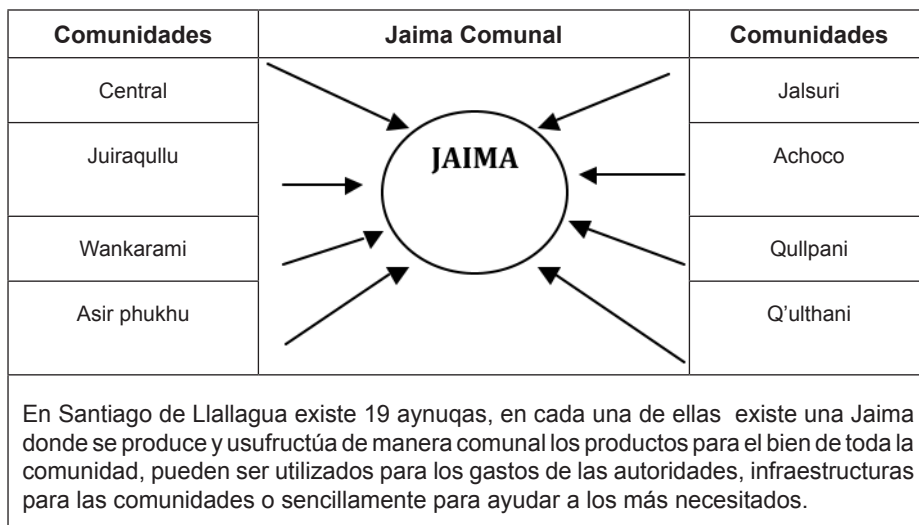 Comunidades Jaima Comunal Comunidades
Central Jalsuri
JAIMA
Juiraqullu Achoco
Wankarami Qullpani
Asir phukhu Q'ulthani
En Santiago de Llallagua existe 19 aynuqas, en cada una de ellas existe una Jaima
donde se produce y usufructúa de manera comunal los productos para el bien de toda la
comunidad, pueden ser utilizados para los gastos de las autoridades, infraestructuras
para las comunidades o sencillamente para ayudar a los más necesitados.